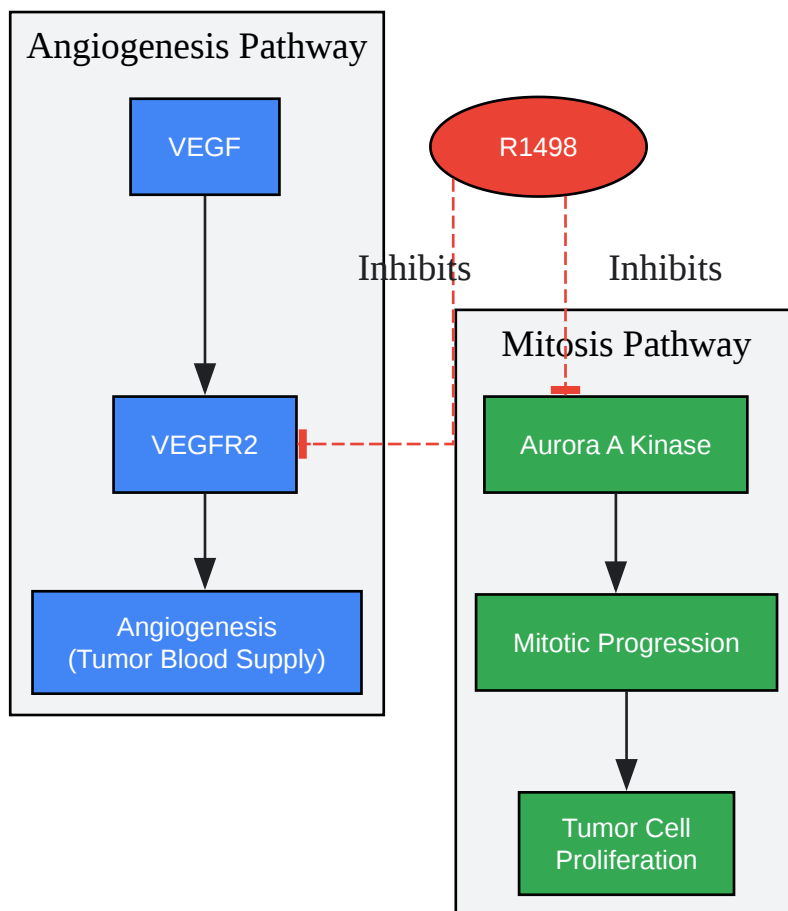 Angiogenesis Pathway
VEGF
R1498
Inhibits
Inhibits
Mitosis Pathway
VEGFR2
Aurora A Kinase
Angiogenesis
(Tumor Blood Supply)
Mitotic Progression
Tumor Cell
Proliferation